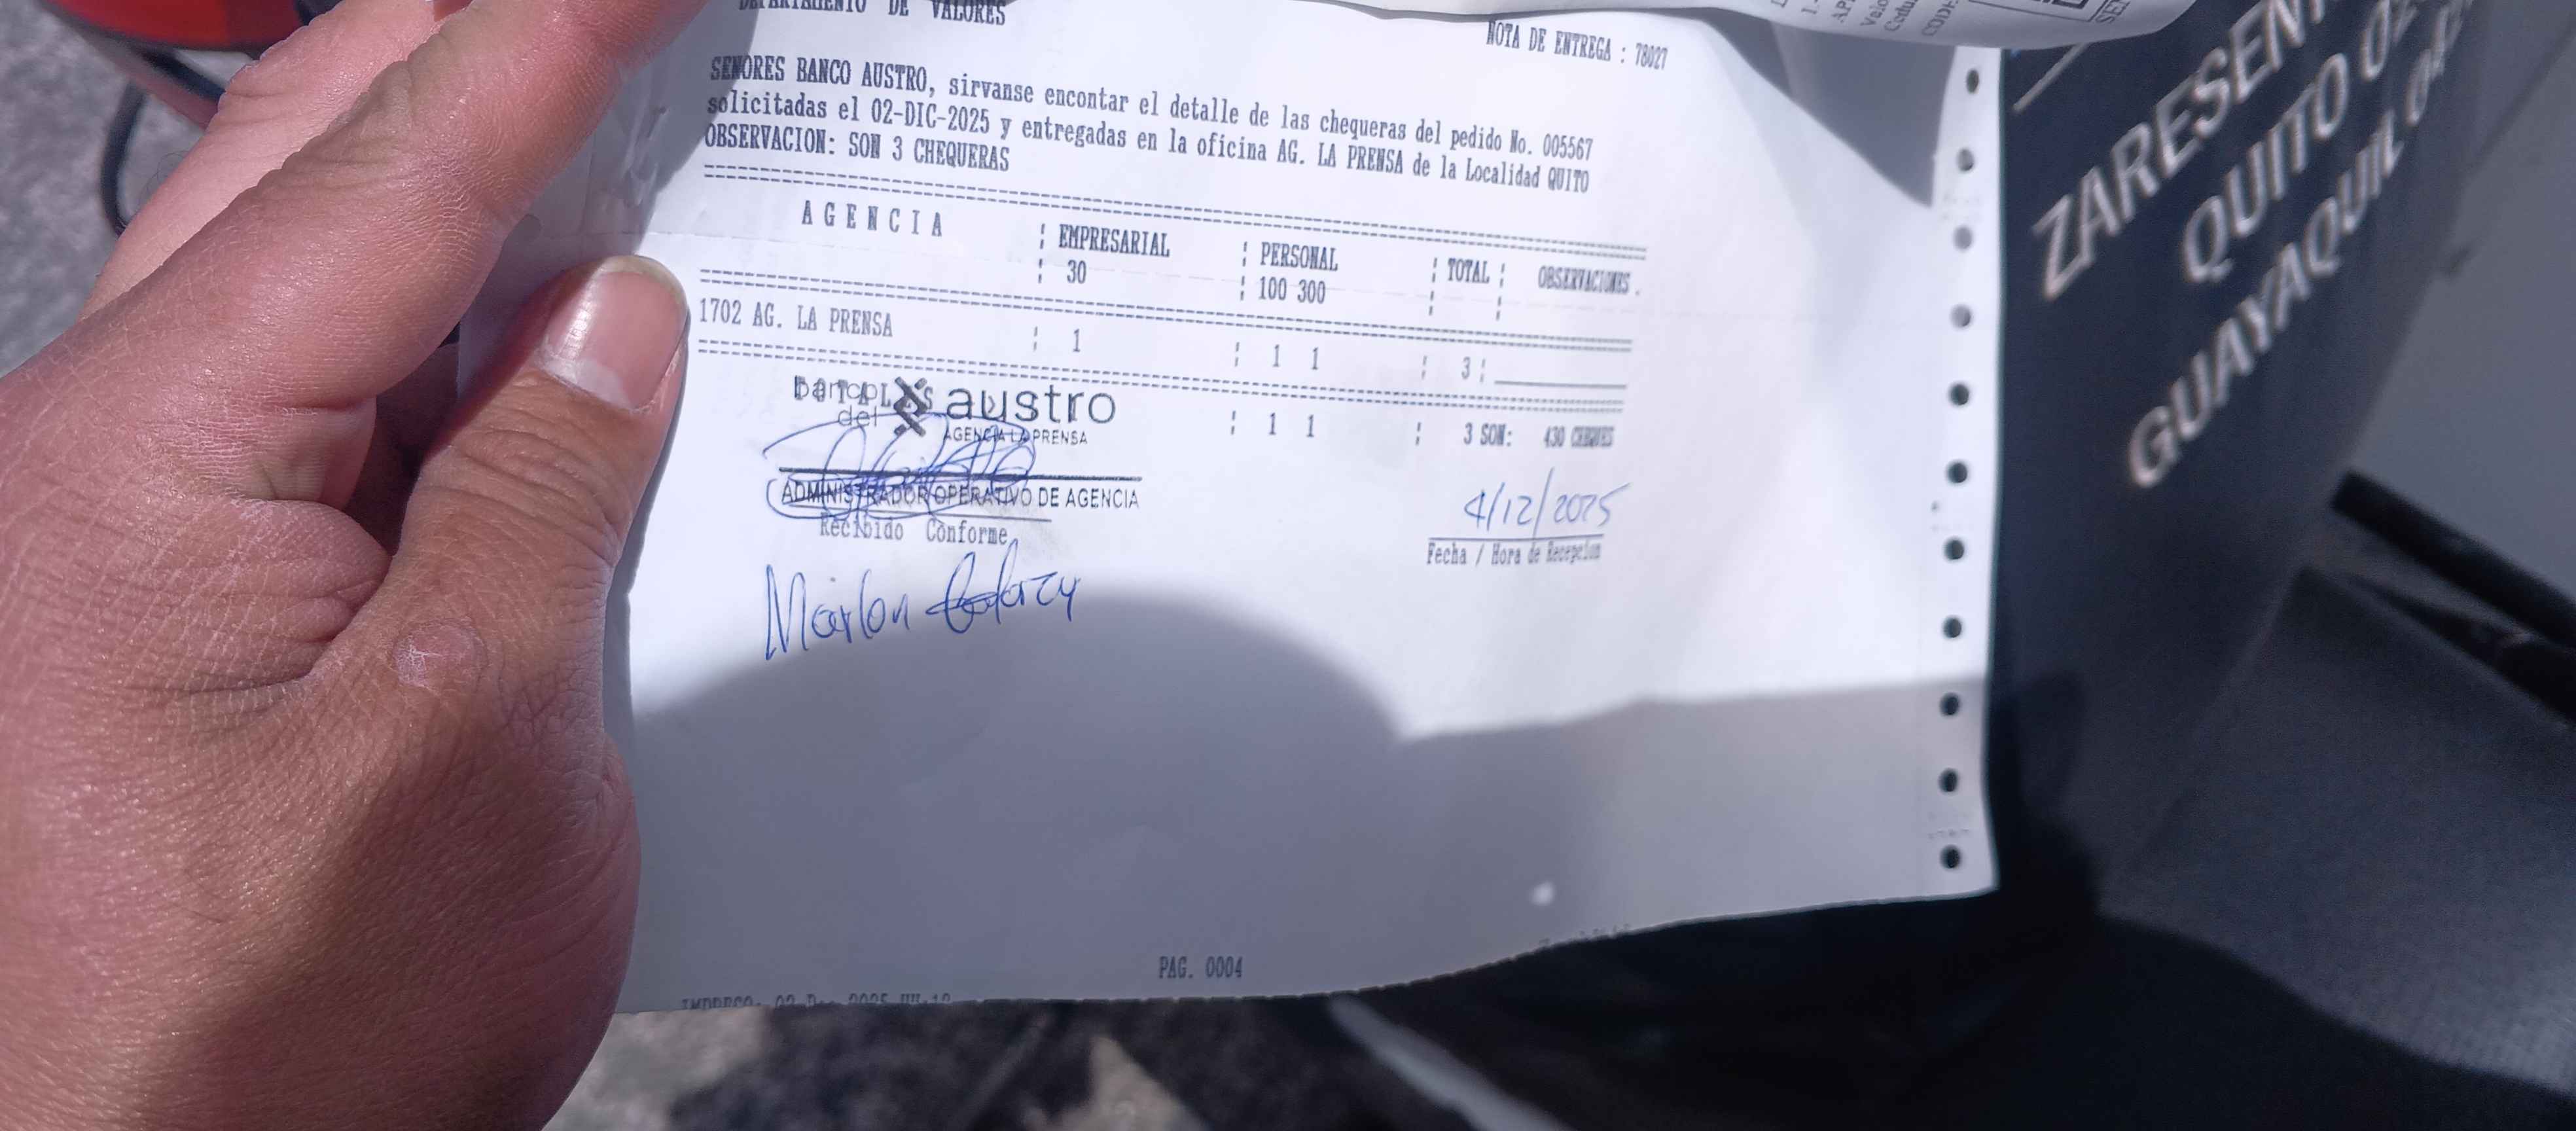 DEPARTAMENTO DE VALORES
NOTA DE ENTREGA : 78027
SENORES BANCO AUSTRO, sirvanse encontar el detalle de las chequeras del pedido No. 005567
solicitadas el 02-DIC-2025 y entregadas en la oficina AG. LA PRENSA de la Localidad QUITO
OBSERVACION: SON 3 CHEQUERAS
A G E N C I A ¦ EMPRESARIAL ¦ PERSONAL ¦ TOTAL ¦ OBSERVACIONES .
¦ 30 ¦ 100 300 ¦ ¦
1702 AG. LA PRENSA ¦ 1 ¦ 1 1 ¦ 3 ¦
TOTALES ¦ 1 1 ¦ 3 SON: 430 CHEQUES
banco del austro
AGENCIA LA PRENSA
ADMINISTRADOR OPERATIVO DE AGENCIA
Recibido Conforme
4/12/2025
Fecha / Hora de Recepcion
Marlon
PAG. 0004
QUITO
GUAYAQUIL